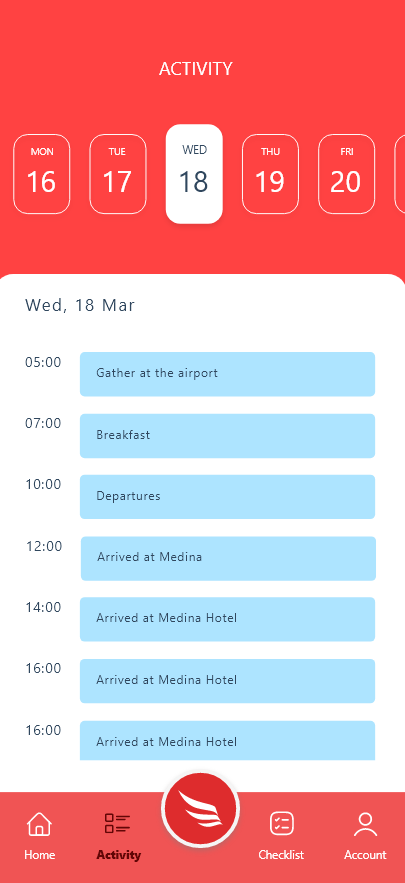 ACTIVITY
MON TUE WED THU FRI
16 17 18 19 20
Wed, 18 Mar
05:00 Gather at the airport
07:00 Breakfast
10:00 Departures
12:00 Arrived at Medina
14:00 Arrived at Medina Hotel
16:00 Arrived at Medina Hotel
16:00 Arrived at Medina Hotel
Home Activity Checklist Account